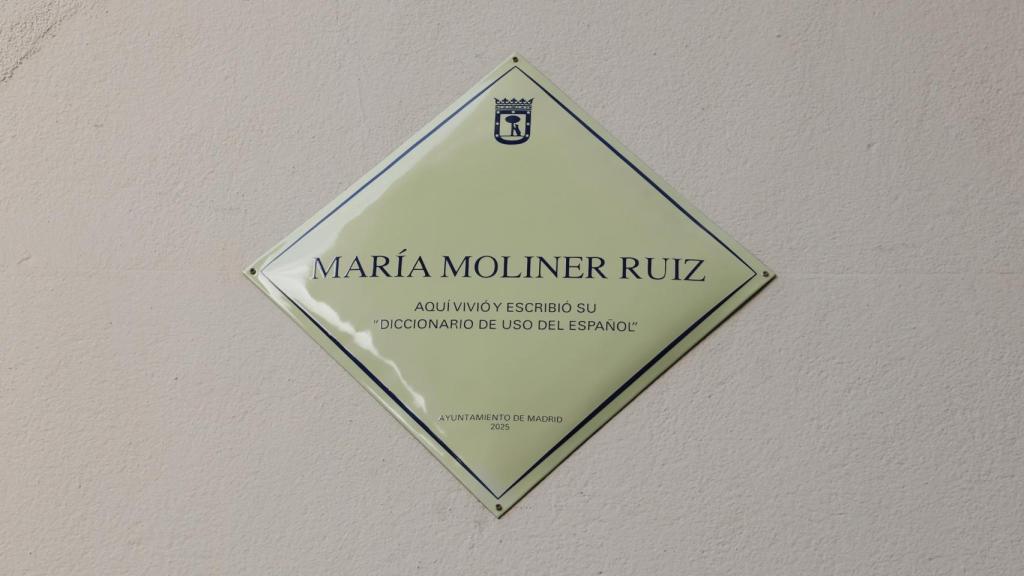 MARÍA MOLINER RUIZ
AQUÍ VIVIÓ Y ESCRIBIÓ SU
"DICCIONARIO DE USO DEL ESPAÑOL"
AYUNTAMIENTO DE MADRID
2025